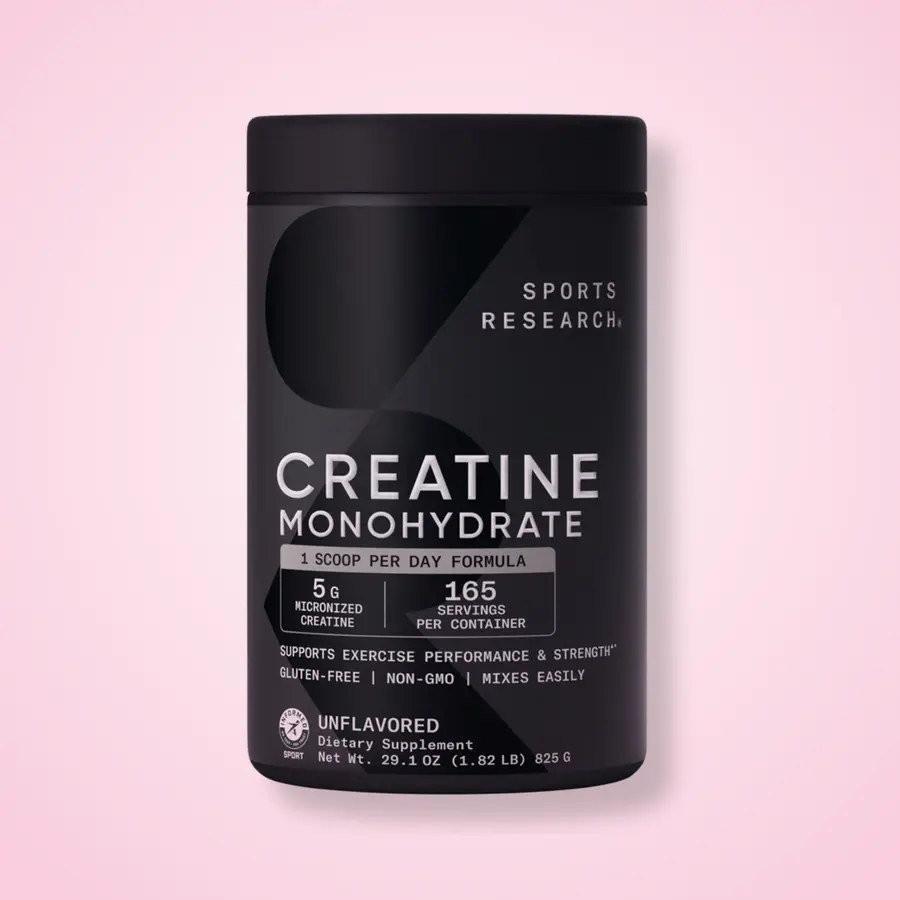 SPORTS
RESEARCH
CREATINE
MONOHYDRATE
1 SCOOP PER DAY FORMULA
5 G
MICRONIZED
CREATINE
165
SERVINGS
PER CONTAINER
SUPPORTS EXERCISE PERFORMANCE & STRENGTH**
GLUTEN-FREE | NON-GMO | MIXES EASILY
INFORMED
SPORT
UNFLAVORED
Dietary Supplement
Net Wt. 29.1 OZ (1.82 LB) 825 G